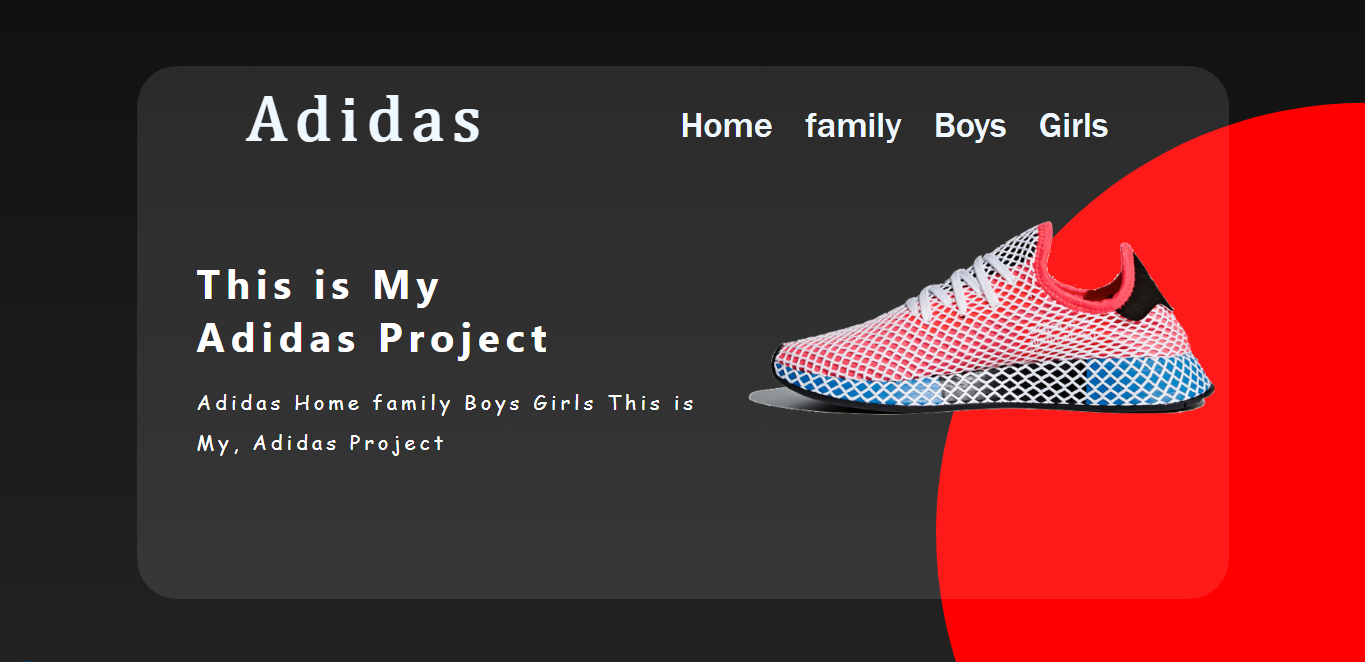 Adidas
Home family Boys Girls
This is My
Adidas Project
Adidas Home family Boys Girls This is
My, Adidas Project